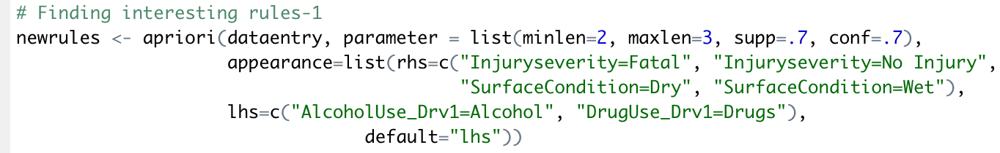 # Finding interesting rules-1
newrules <- apriori(dataentry, parameter = list(minlen=2, maxlen=3, supp=.7, conf=.7),
appearance=list(rhs=c("Injuryseverity=Fatal", "Injuryseverity=No Injury",
"SurfaceCondition=Dry", "SurfaceCondition=Wet"),
lhs=c("AlcoholUse_Drv1=Alcohol", "DrugUse_Drv1=Drugs"),
default="lhs"))